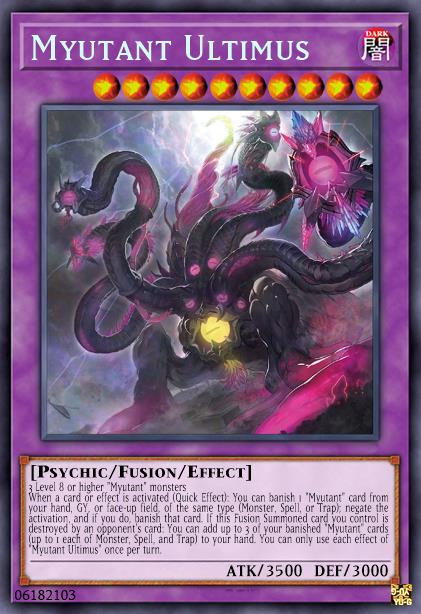 MYUTANT ULTIMUS
DARK
闇
[PSYCHIC/FUSION/EFFECT]
3 Level 8 or higher "Myutant" monsters
When a card or effect is activated (Quick Effect): You can banish 1 "Myutant" card from
your hand, GY, or face-up field, of the same type (Monster, Spell, or Trap); negate the
activation, and if you do, banish that card. If this Fusion Summoned card you control is
destroyed by an opponent's card: You can add up to 3 of your banished "Myutant" cards
(up to 1 each of Monster, Spell, and Trap) to your hand. You can only use each effect of
"Myutant Ultimus" once per turn.
ATK/3500 DEF/3000
06182103